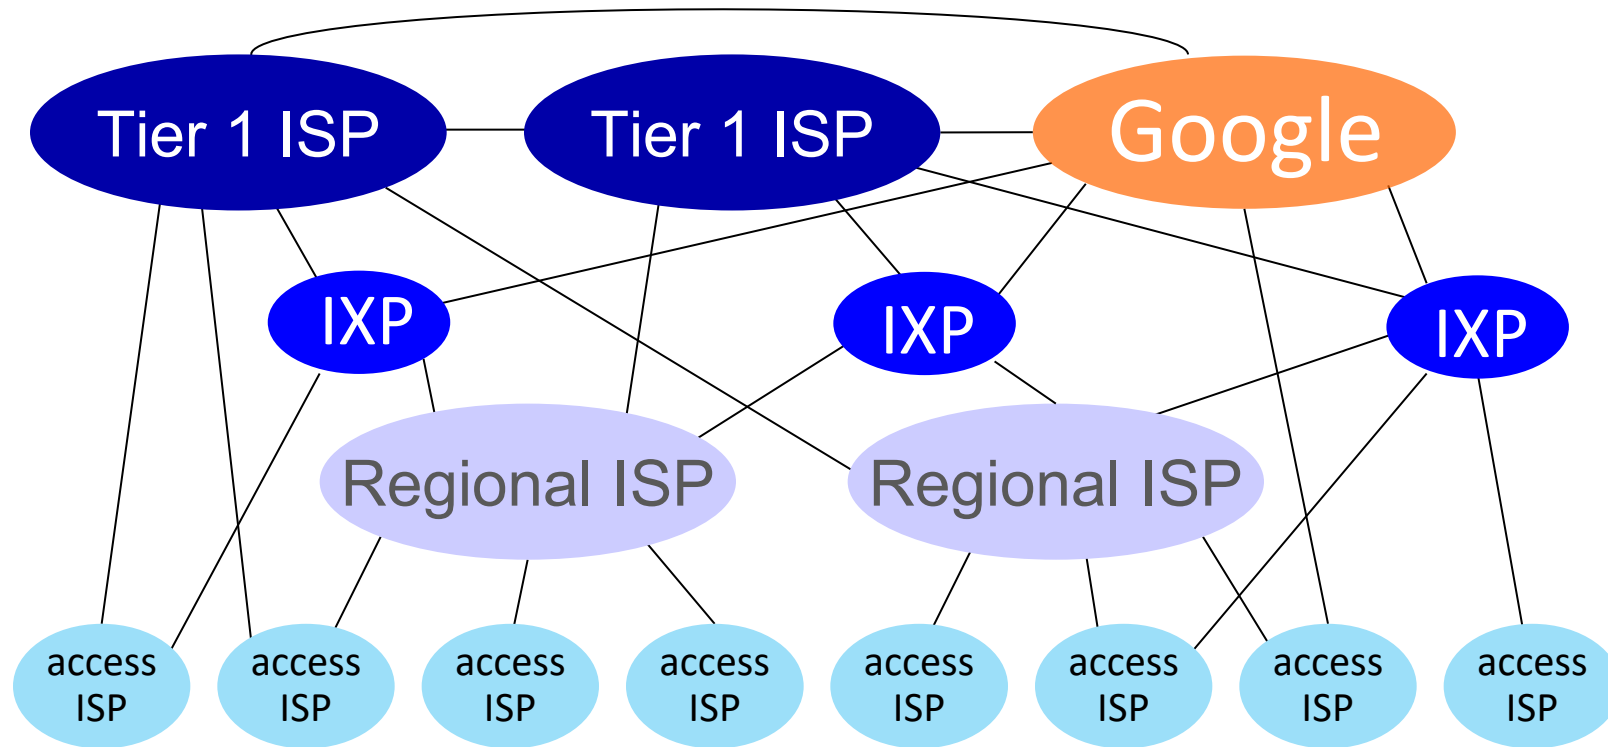 Tier 1 ISP
Tier 1 ISP
Google
IXP
IXP
IXP
Regional ISP
Regional ISP
access
ISP
access
ISP
access
ISP
access
ISP
access
ISP
access
ISP
access
ISP
access
ISP